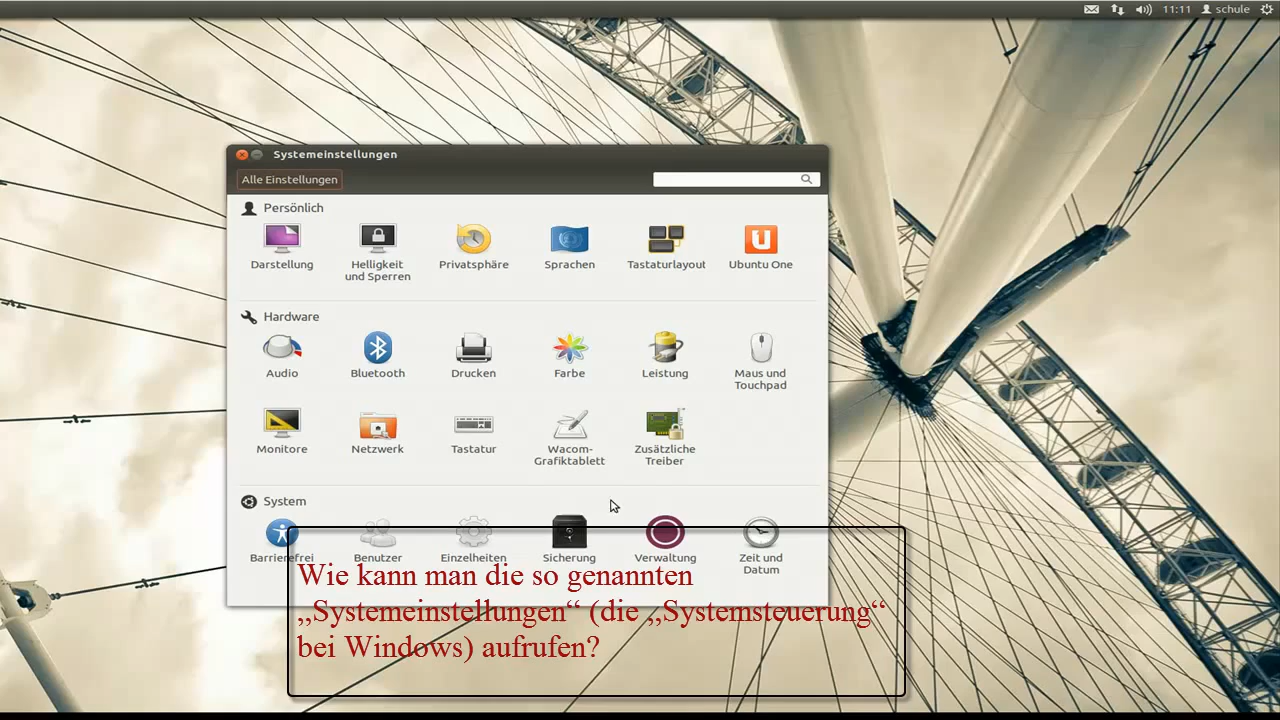 11:11 schule
Systemeinstellungen
Alle Einstellungen
Persönlich
Darstellung
Helligkeit
und Sperren
Privatsphäre
Sprachen
Tastaturlayout
Ubuntu One
Hardware
Audio
Bluetooth
Drucken
Farbe
Leistung
Maus und
Touchpad
Monitore
Netzwerk
Tastatur
Wacom-
Grafiktablett
Zusätzliche
Treiber
System
Barrierefrei
Benutzer
Einzelheiten
Sicherung
Verwaltung
Zeit und
Datum
Wie kann man die so genannten
„Systemeinstellungen“ (die „Systemsteuerung“
bei Windows) aufrufen?